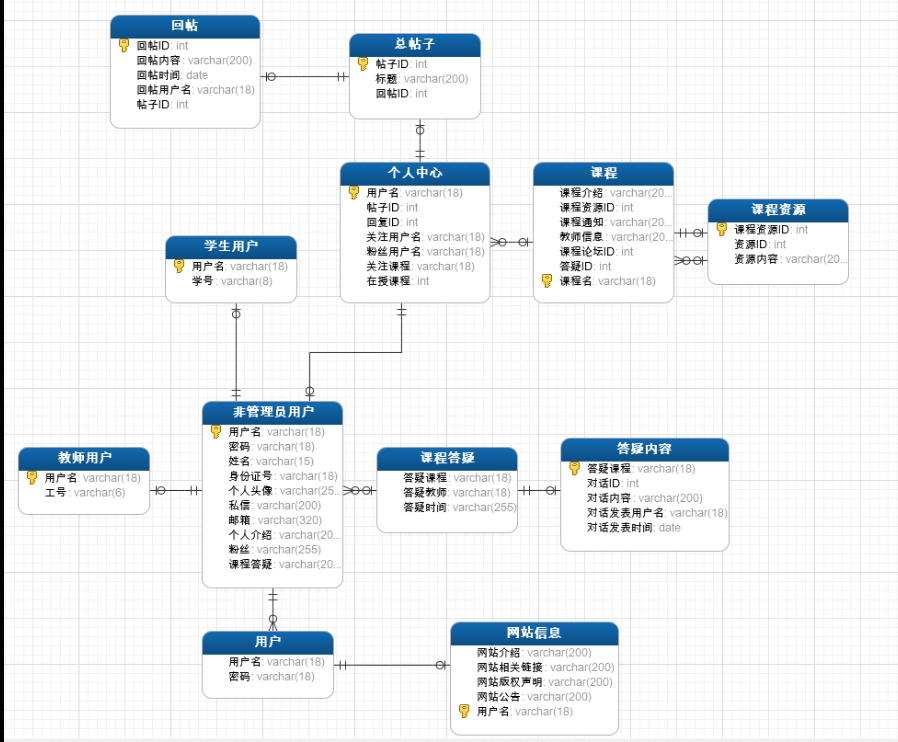 回帖
回帖ID: int
回帖内容: varchar(200)
回帖时间: date
回帖用户名: varchar(18)
帖子ID: int
总帖子
帖子ID: int
标题: varchar(200)
回帖ID: int
个人中心
用户名: varchar(18)
帖子ID: int
回复ID: int
关注用户名: varchar(18)
粉丝用户名: varchar(18)
关注课程: varchar(18)
在授课程: int
课程
课程介绍: varchar(20...
课程资源ID: int
课程通知: varchar(20...
教师信息: varchar(20...
课程论坛ID: int
答疑ID: int
课程名: varchar(18)
课程资源
课程资源ID: int
资源ID: int
资源内容: varchar(20...
学生用户
用户名: varchar(18)
学号: varchar(8)
非管理员用户
用户名: varchar(18)
密码: varchar(18)
姓名: varchar(15)
身份证号: varchar(18)
个人头像: varchar(25...
私信: varchar(200)
邮箱: varchar(320)
个人介绍: varchar(20...
粉丝: varchar(255)
课程答疑: varchar(20...
教师用户
用户名: varchar(18)
工号: varchar(6)
课程答疑
答疑课程: varchar(18)
答疑教师: varchar(18)
答疑时间: varchar(255)
答疑内容
答疑课程: varchar(18)
对话ID: int
对话内容: varchar(200)
对话发表用户名: varchar(18)
对话发表时间: date
用户
用户名: varchar(18)
密码: varchar(18)
网站信息
网站介绍: varchar(200)
网站相关链接: varchar(200)
网站版权声明: varchar(200)
网站公告: varchar(200)
用户名: varchar(18)